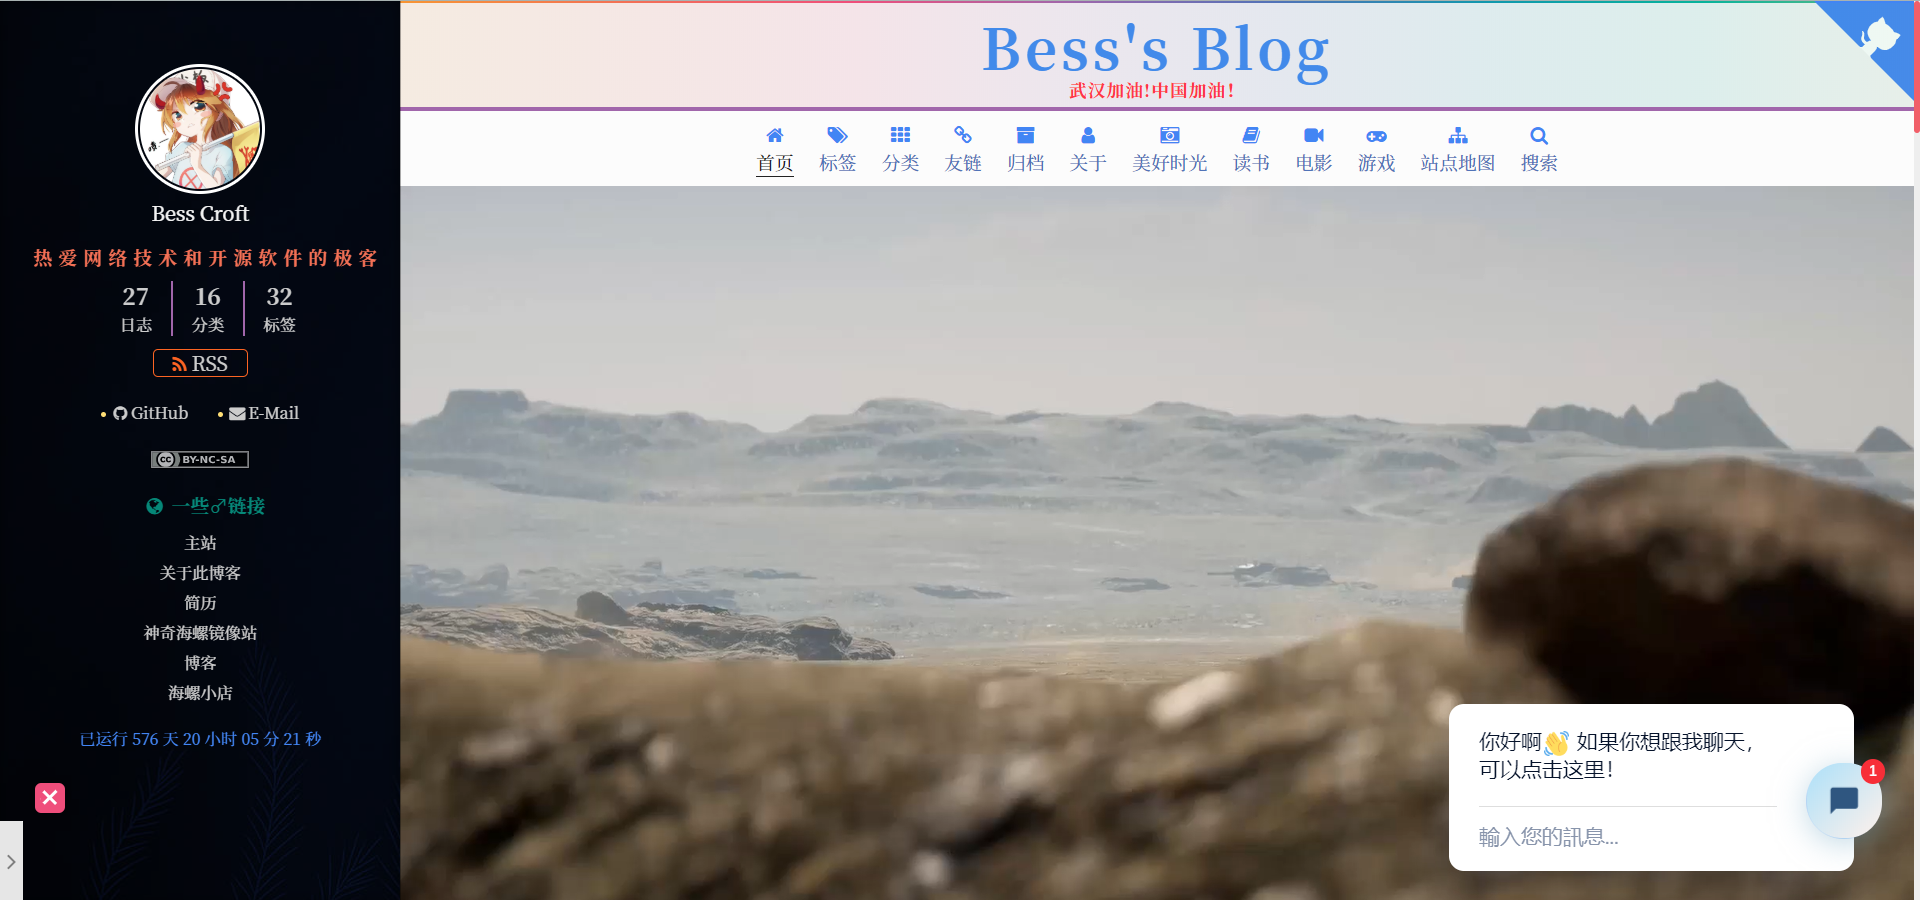 Bess Croft
热爱网络技术和开源软件的极客
27 16 32
日志 分类 标签
RSS
GitHub E-Mail
BY-NC-SA
一些♂链接
主站
关于此博客
简历
神奇海螺镜像站
博客
海螺小店
已运行 576 天 20 小时 05 分 21 秒
Bess's Blog
武汉加油!中国加油!
首页 标签 分类 友链 归档 关于 美好时光 读书 电影 游戏 站点地图 搜索
你好啊👋 如果你想跟我聊天，
可以点击这里！
輸入您的訊息...
1